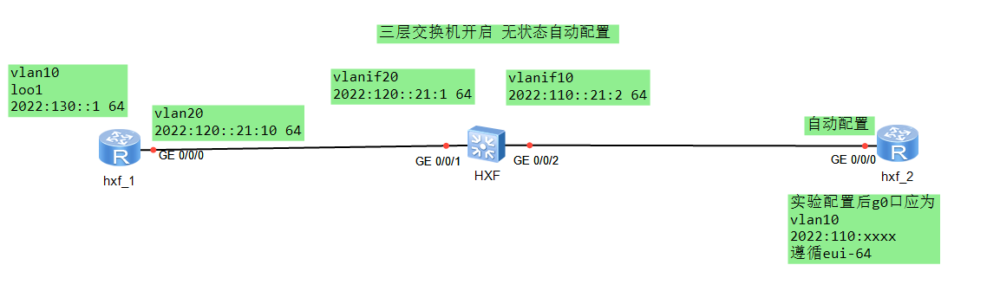 三层交换机开启 无状态自动配置
vlan10
loo1
2022:130::1 64
vlan20
2022:120::21:10 64
vlanif20
2022:120::21:1 64
vlanif10
2022:110::21:2 64
自动配置
R
GE 0/0/0
hxf_1
GE 0/0/1
HXF
GE 0/0/2
GE 0/0/0
R
hxf_2
实验配置后g0口应为
vlan10
2022:110:xxxx
遵循eui-64